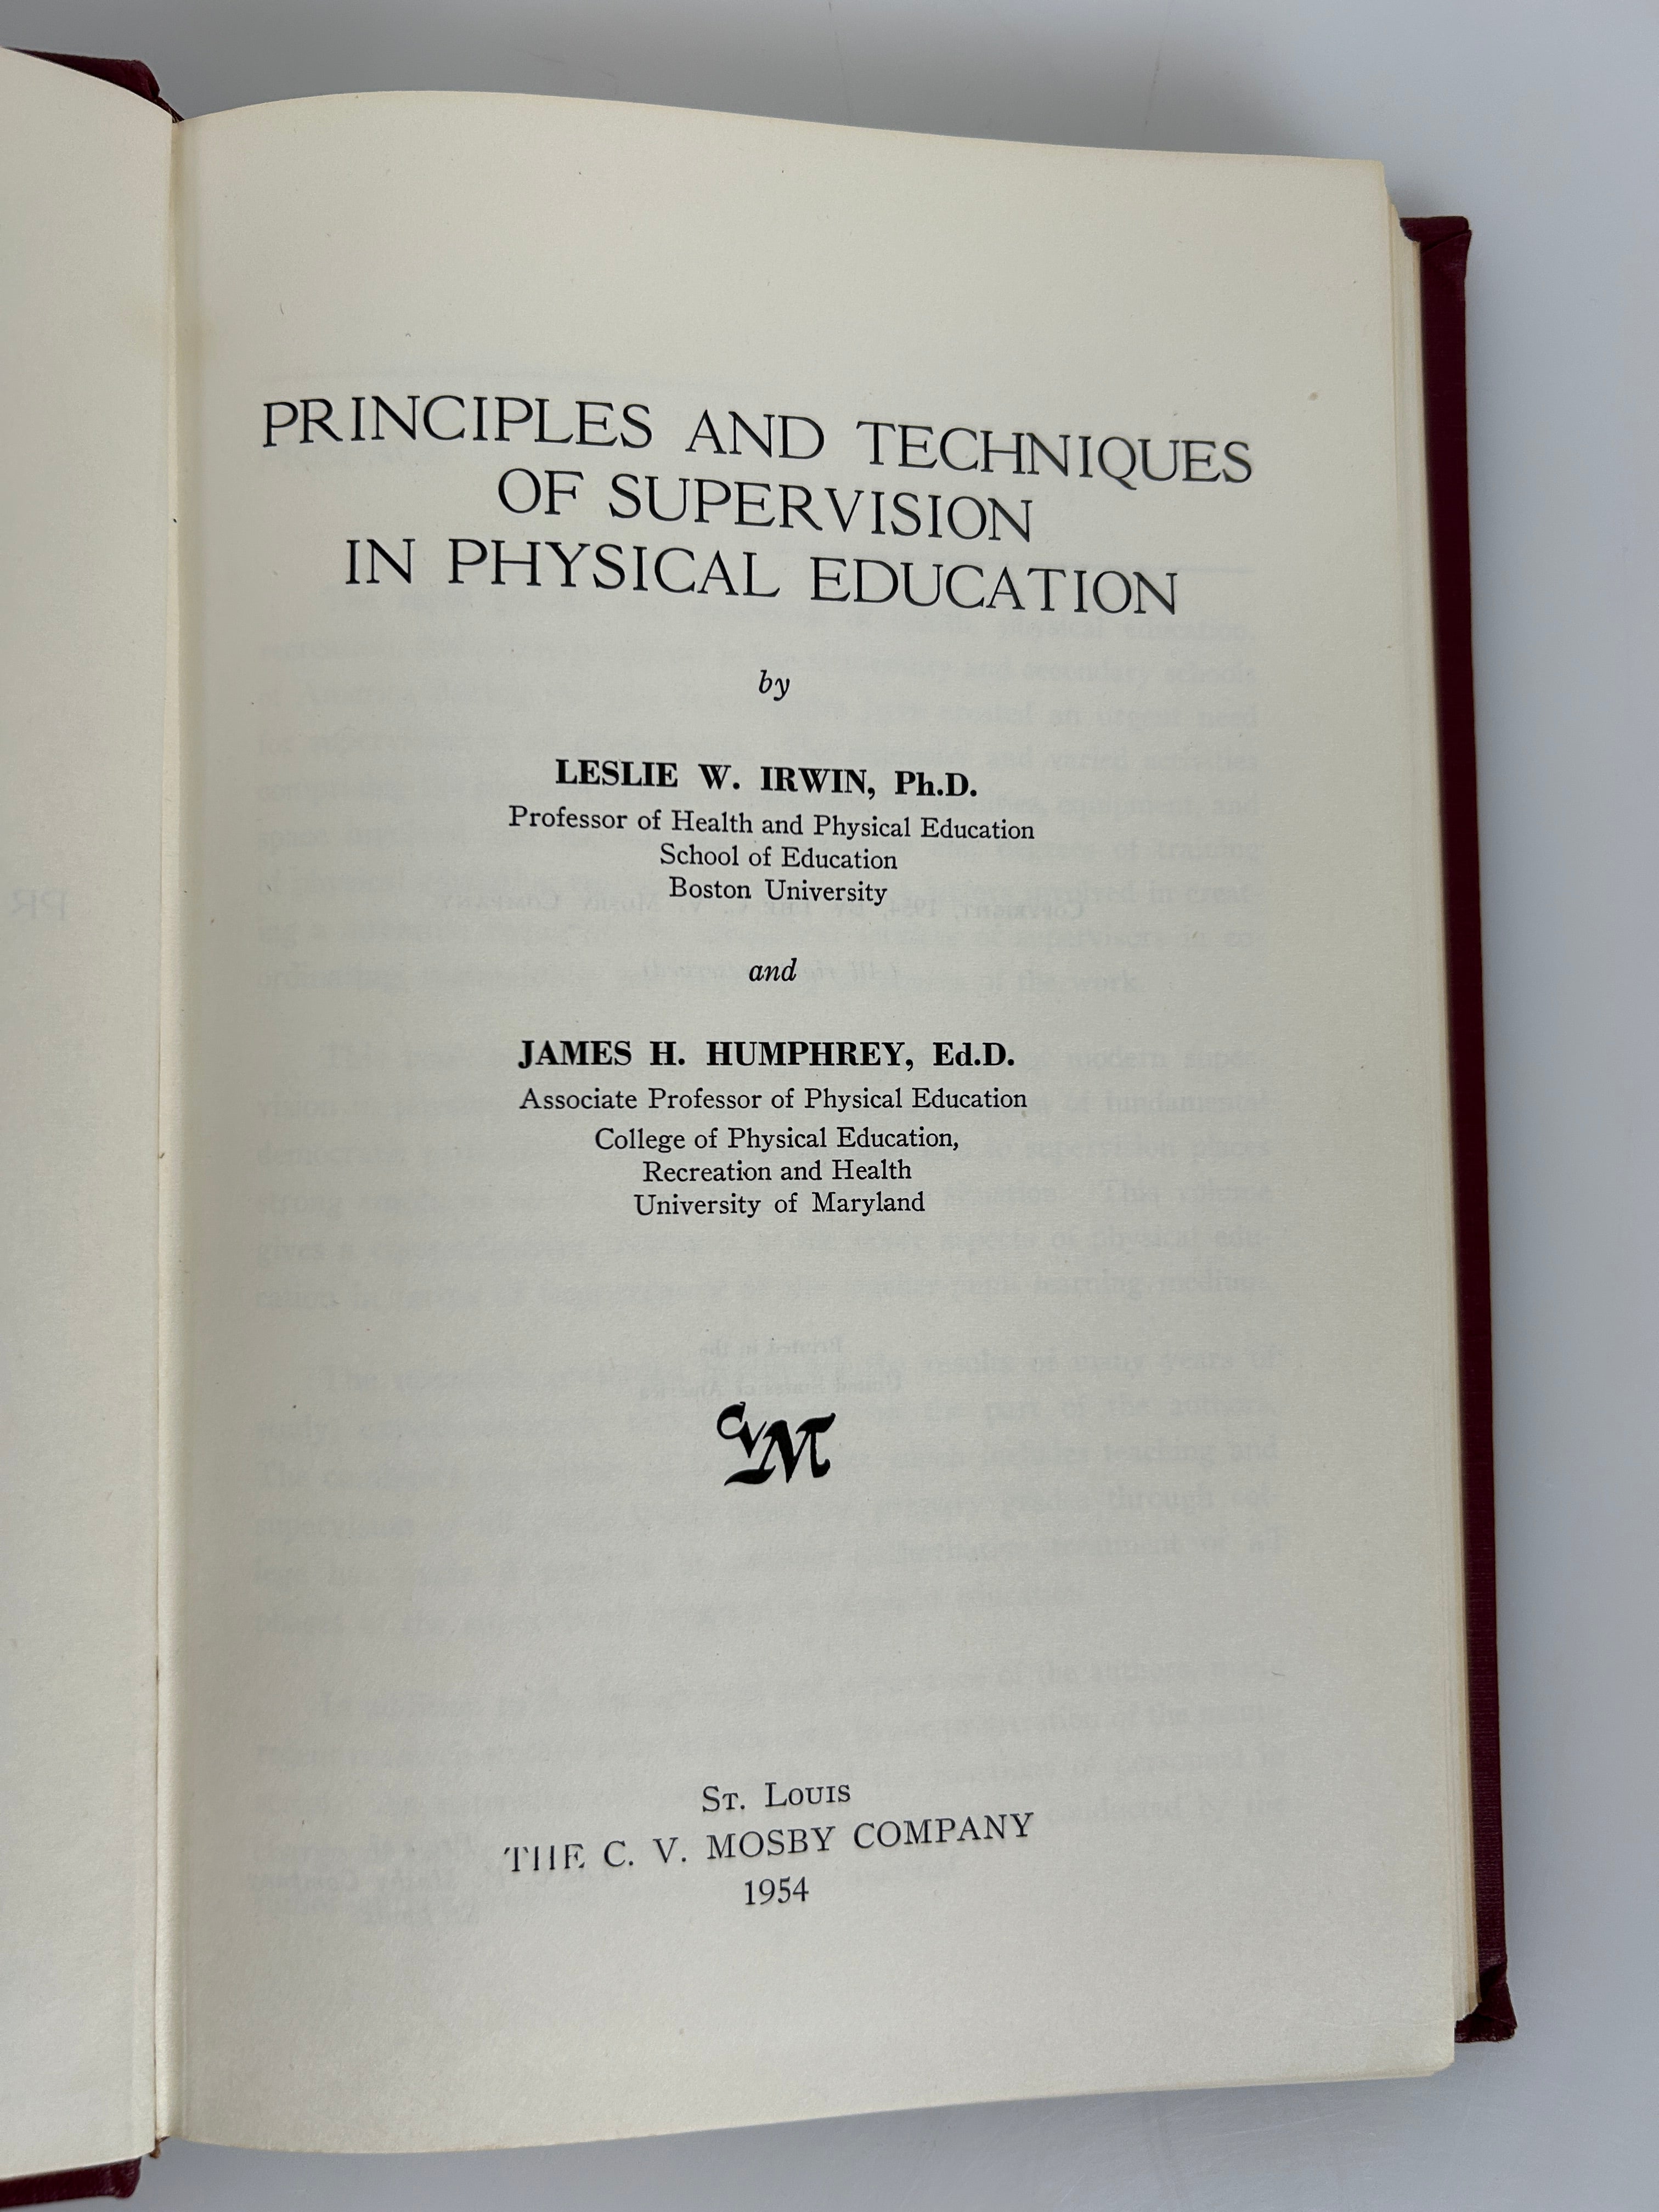 PRINCIPLES AND TECHNIQUES
OF SUPERVISION
IN PHYSICAL EDUCATION
by
LESLIE W. IRWIN, Ph.D.
Professor of Health and Physical Education
School of Education
Boston University
and
JAMES H. HUMPHREY, Ed.D.
Associate Professor of Physical Education
College of Physical Education,
Recreation and Health
University of Maryland
CVM
St. Louis
THE C. V. MOSBY COMPANY
1954